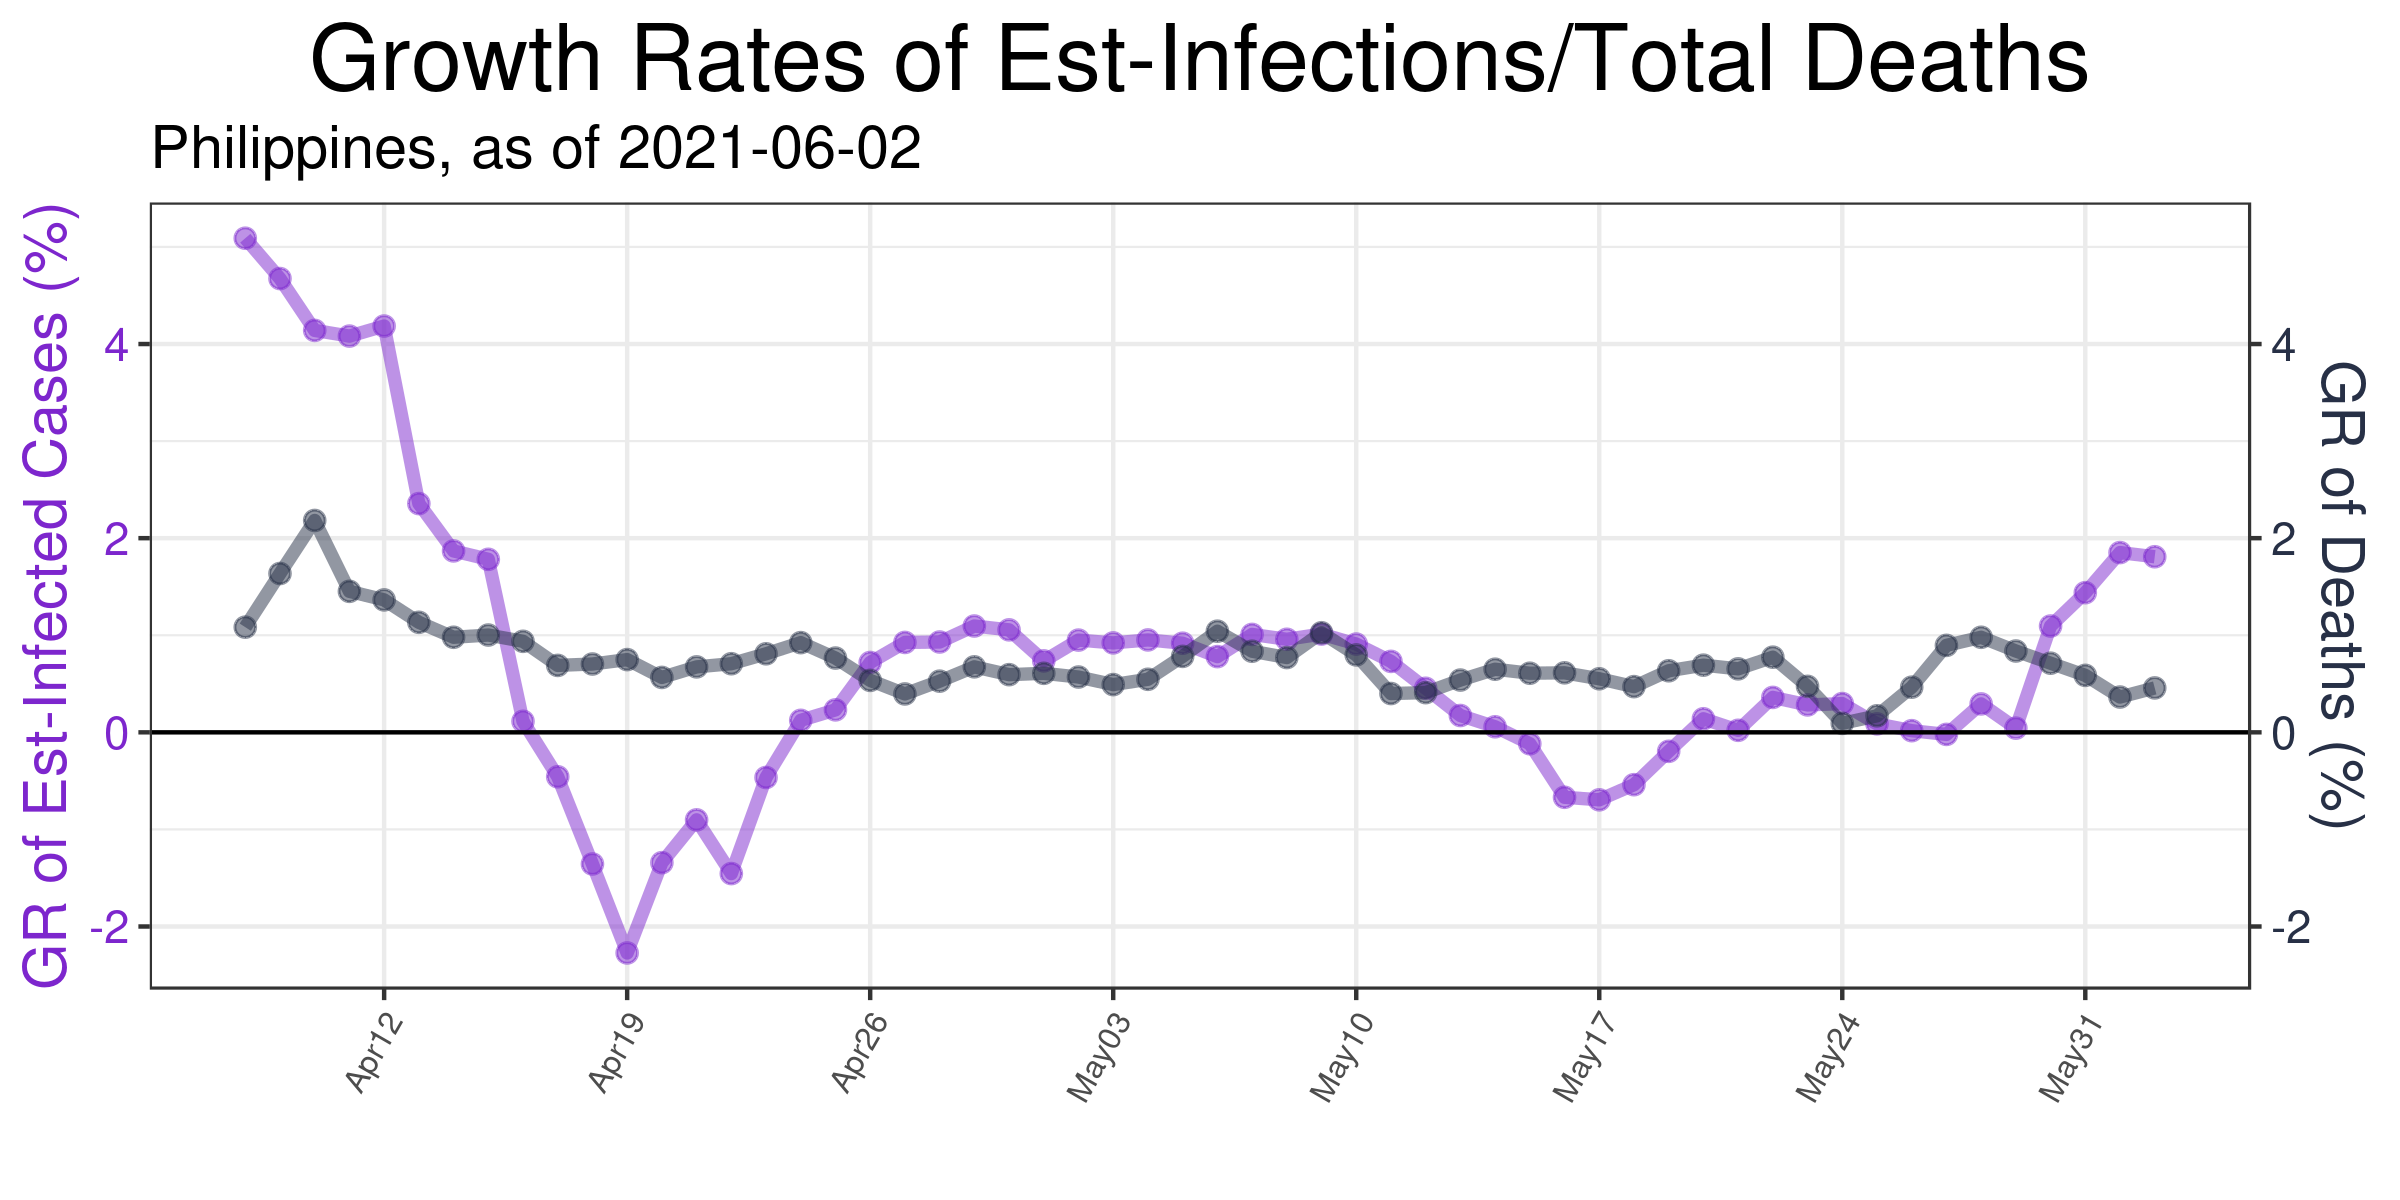 Growth Rates of Est-Infections/Total Deaths
Philippines, as of 2021-06-02
GR of Est-Infected Cases (%)
4
2
0
-2
4
2
0
-2
GR of Deaths (%)
Apr12
Apr19
Apr26
May03
May10
May17
May24
May31